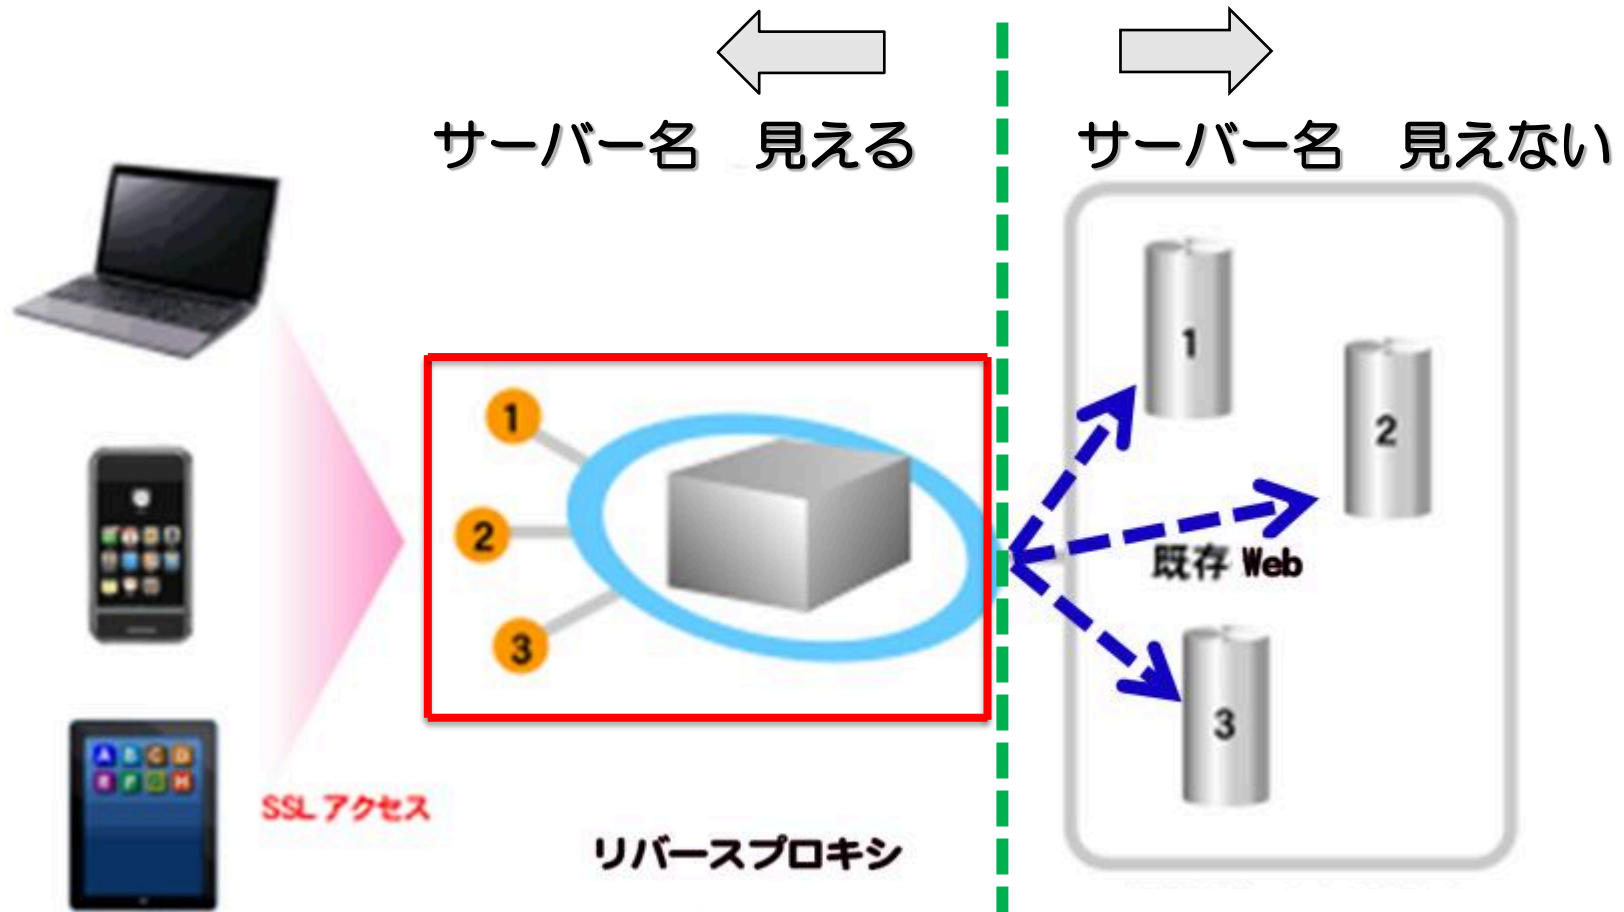 サーバー名　見える
サーバー名　見えない
1
2
3
1
2
3
既存 Web
SSL アクセス
リバースプロキシ
A B C D
E F G H